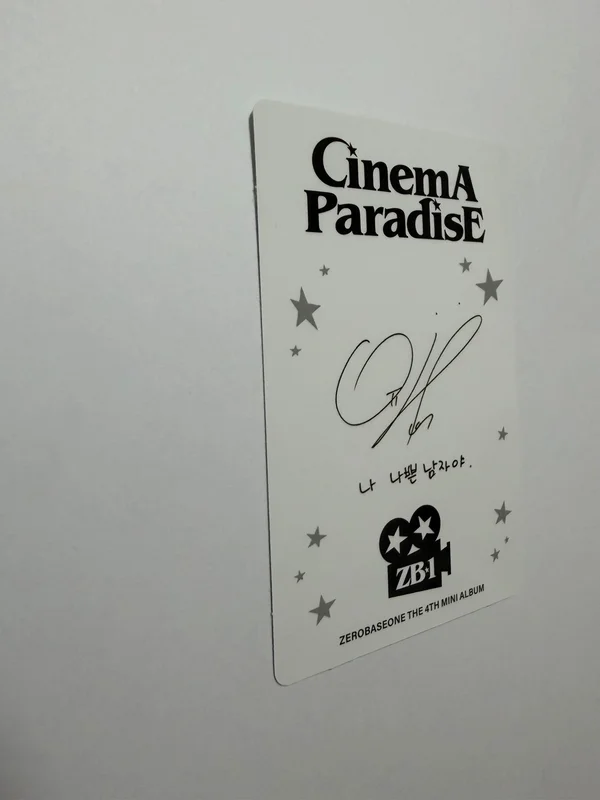 CinemA
ParadisE
나 나쁜 남자야.
ZB1
ZEROBASEONE THE 4TH MINI ALBUM